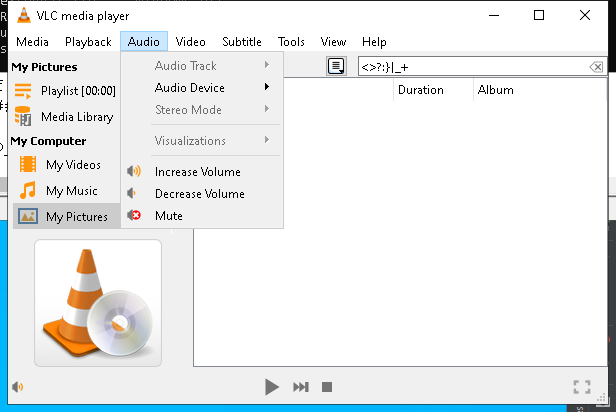 VLC media player
Media Playback Audio Video Subtitle Tools View Help
My Pictures
Playlist [00:00]
Media Library
My Computer
My Videos
My Music
My Pictures
Audio Track
Audio Device
Stereo Mode
Visualizations
Increase Volume
Decrease Volume
Mute
<>?:}|_+
Duration Album